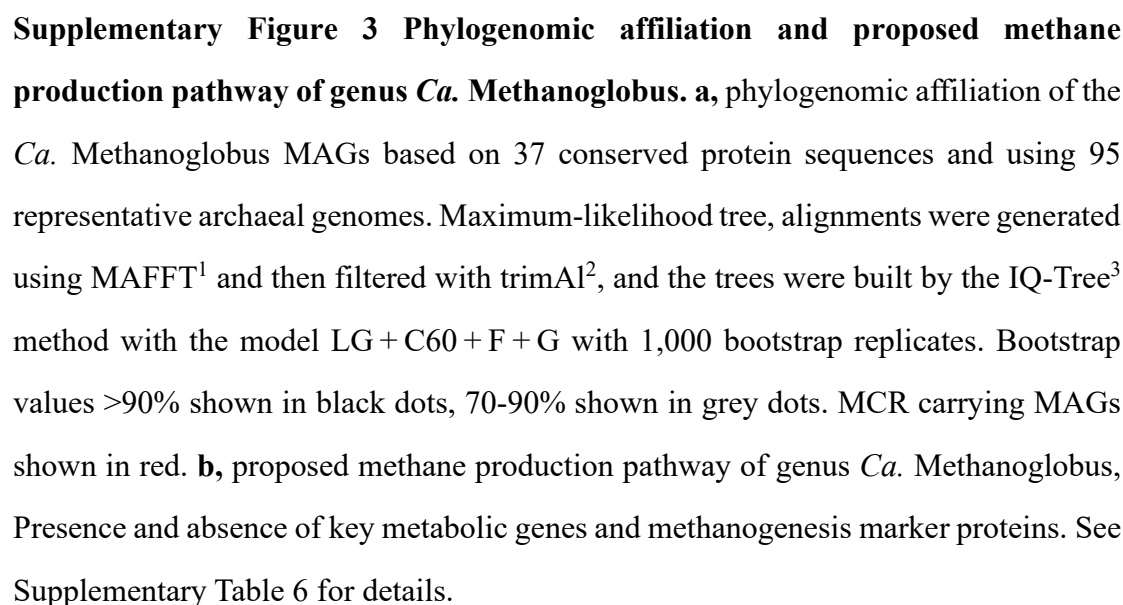 Supplementary Figure 3 Phylogenomic affiliation and proposed methane
production pathway of genus Ca. Methanoglobus. a, phylogenomic affiliation of the
Ca. Methanoglobus MAGs based on 37 conserved protein sequences and using 95
representative archaeal genomes. Maximum-likelihood tree, alignments were generated
using MAFFT¹ and then filtered with trimAl², and the trees were built by the IQ-Tree³
method with the model LG + C60 + F + G with 1,000 bootstrap replicates. Bootstrap
values >90% shown in black dots, 70-90% shown in grey dots. MCR carrying MAGs
shown in red. b, proposed methane production pathway of genus Ca. Methanoglobus,
Presence and absence of key metabolic genes and methanogenesis marker proteins. See
Supplementary Table 6 for details.